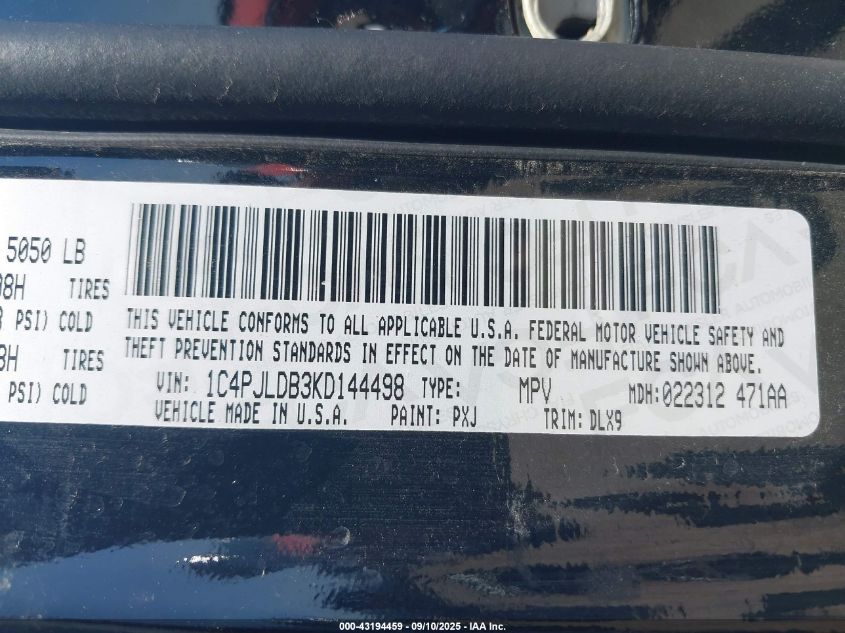 5050 LB
TIRES
PSI) COLD
THIS VEHICLE CONFORMS TO ALL APPLICABLE U.S.A. FEDERAL MOTOR VEHICLE SAFETY AND
TIRES THEFT PREVENTION STANDARDS IN EFFECT ON THE DATE OF MANUFACTURE SHOWN ABOVE.
PSI) COLD VIN: 1C4PJLDB3KD144498 TYPE: MPV MDH:022312 471AA
VEHICLE MADE IN U.S.A. PAINT: PXJ TRIM: DLX9
000-43194459 - 09/10/2025 - IAA Inc.